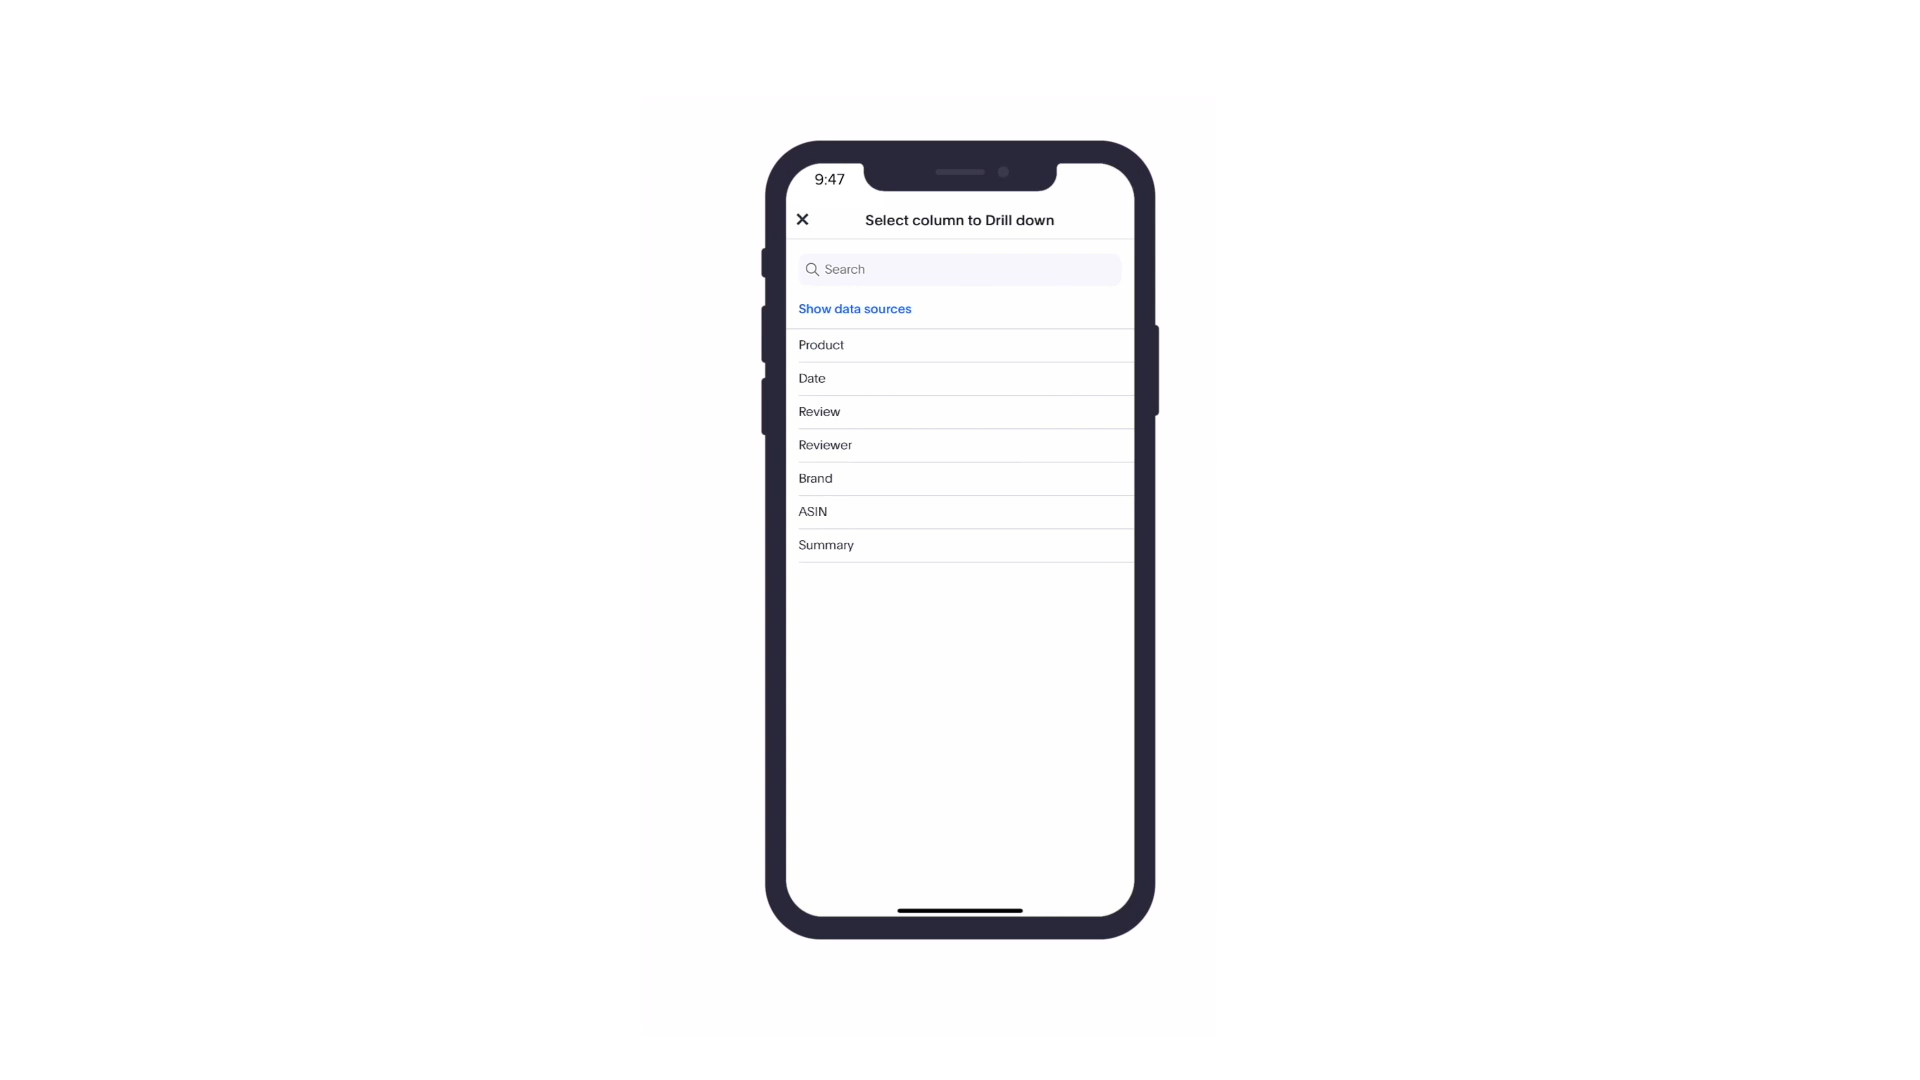 9:47
Select column to Drill down
Search
Show data sources
Product
Date
Review
Reviewer
Brand
ASIN
Summary